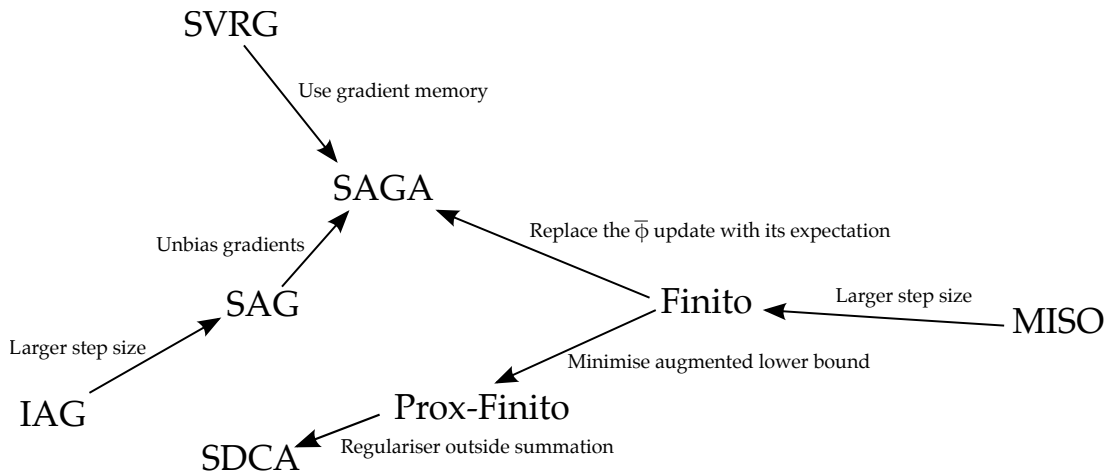 SVRG
Use gradient memory
SAGA
Unbias gradients
Replace the ϕ̅ update with its expectation
SAG
Finito
Larger step size
MISO
Larger step size
Minimise augmented lower bound
IAG
Prox-Finito
SDCA
Regulariser outside summation